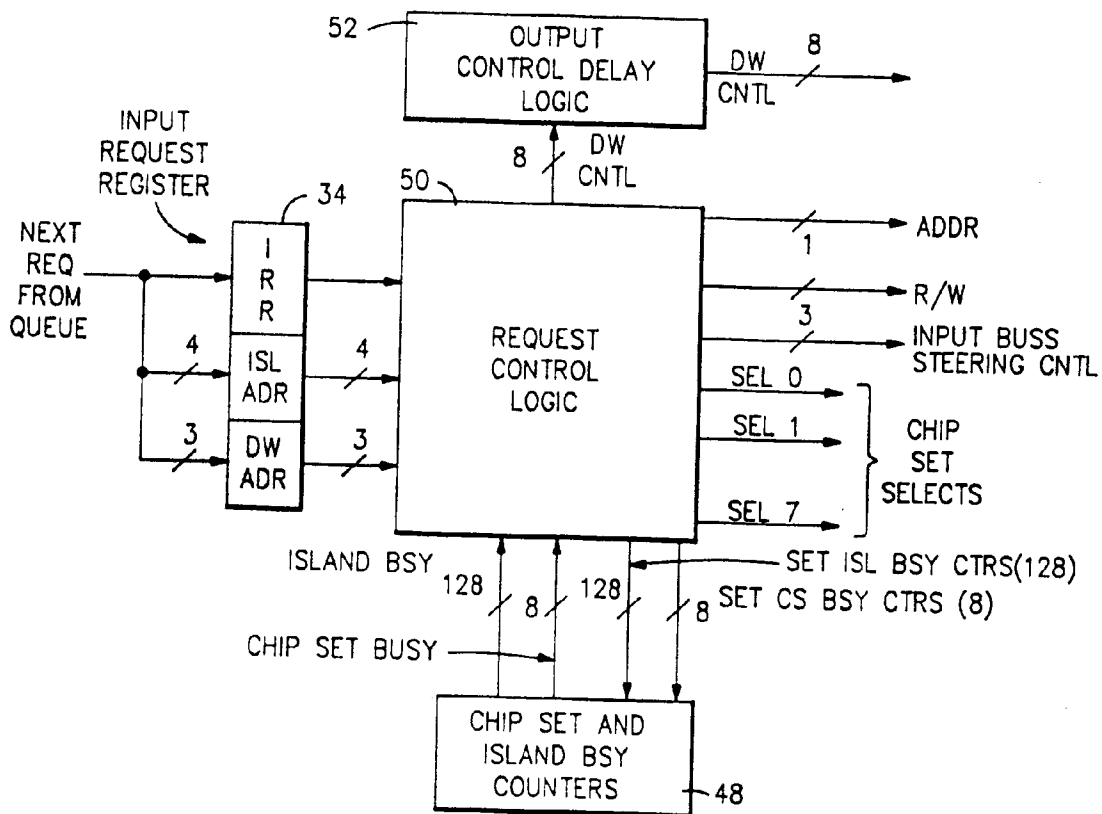 52
OUTPUT
CONTROL DELAY
LOGIC
DW
CNTL
8
8
DW
CNTL
INPUT
REQUEST
REGISTER
34
50
NEXT
REQ
FROM
QUEUE
I
R
R
4
ISL
ADR
4
3
DW
ADR
3
REQUEST
CONTROL
LOGIC
1
ADDR
R/W
3
INPUT BUSS
STEERING CNTL
SEL 0
SEL 1
SEL 7
CHIP
SET
SELECTS
ISLAND BSY
128
8
128
8
SET ISL BSY CTRS(128)
SET CS BSY CTRS (8)
CHIP SET BUSY
CHIP SET AND
ISLAND BSY
COUNTERS
48